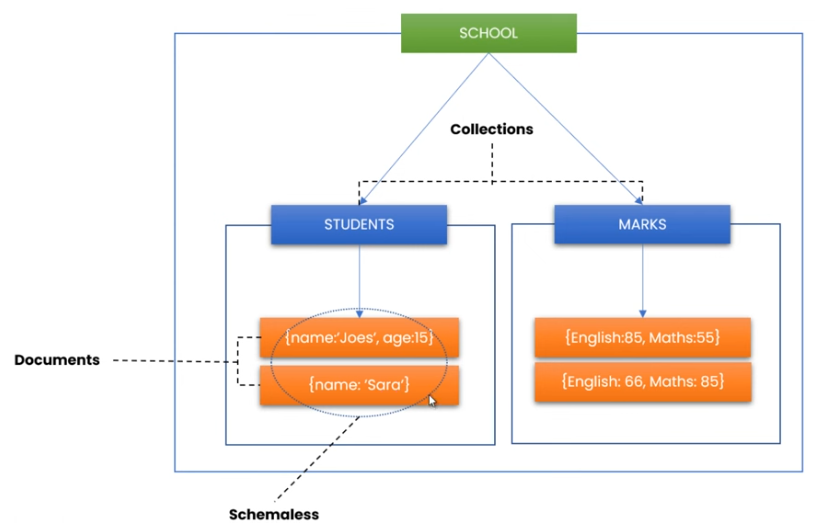 SCHOOL
Collections
STUDENTS
MARKS
{name:'Joes', age:15}
{English:85, Maths:55}
Documents
{name: 'Sara'}
{English: 66, Maths: 85}
Schemaless